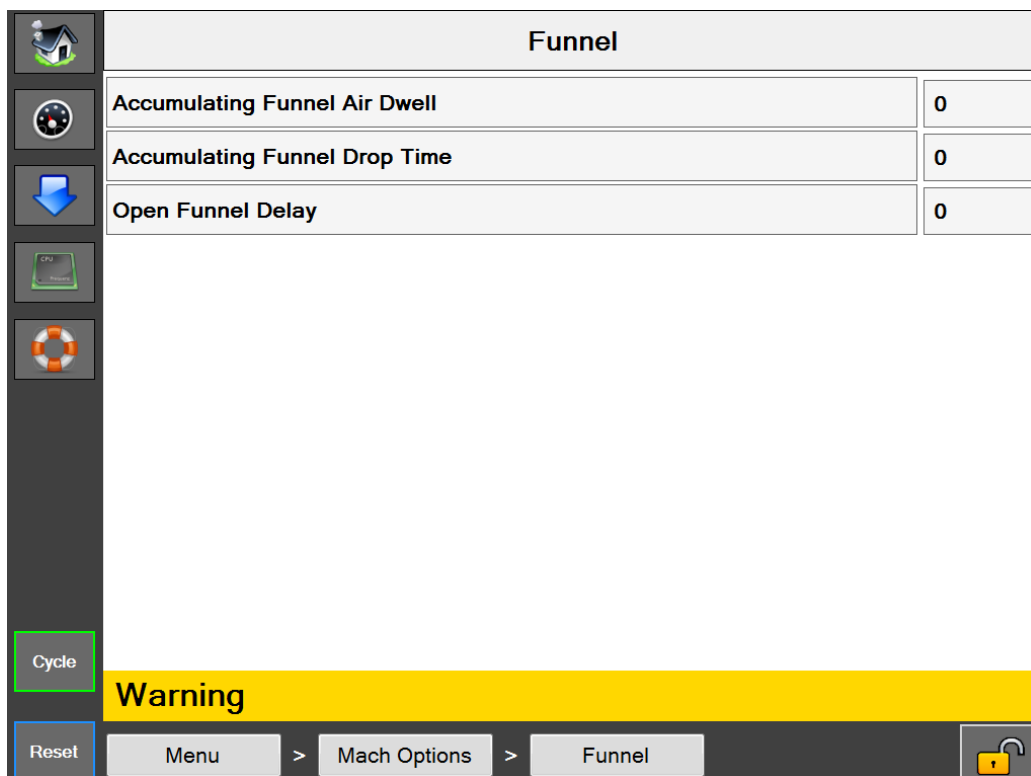 Funnel
Accumulating Funnel Air Dwell 0
Accumulating Funnel Drop Time 0
Open Funnel Delay 0
CPU
Cycle
Warning
Reset
Menu > Mach Options > Funnel